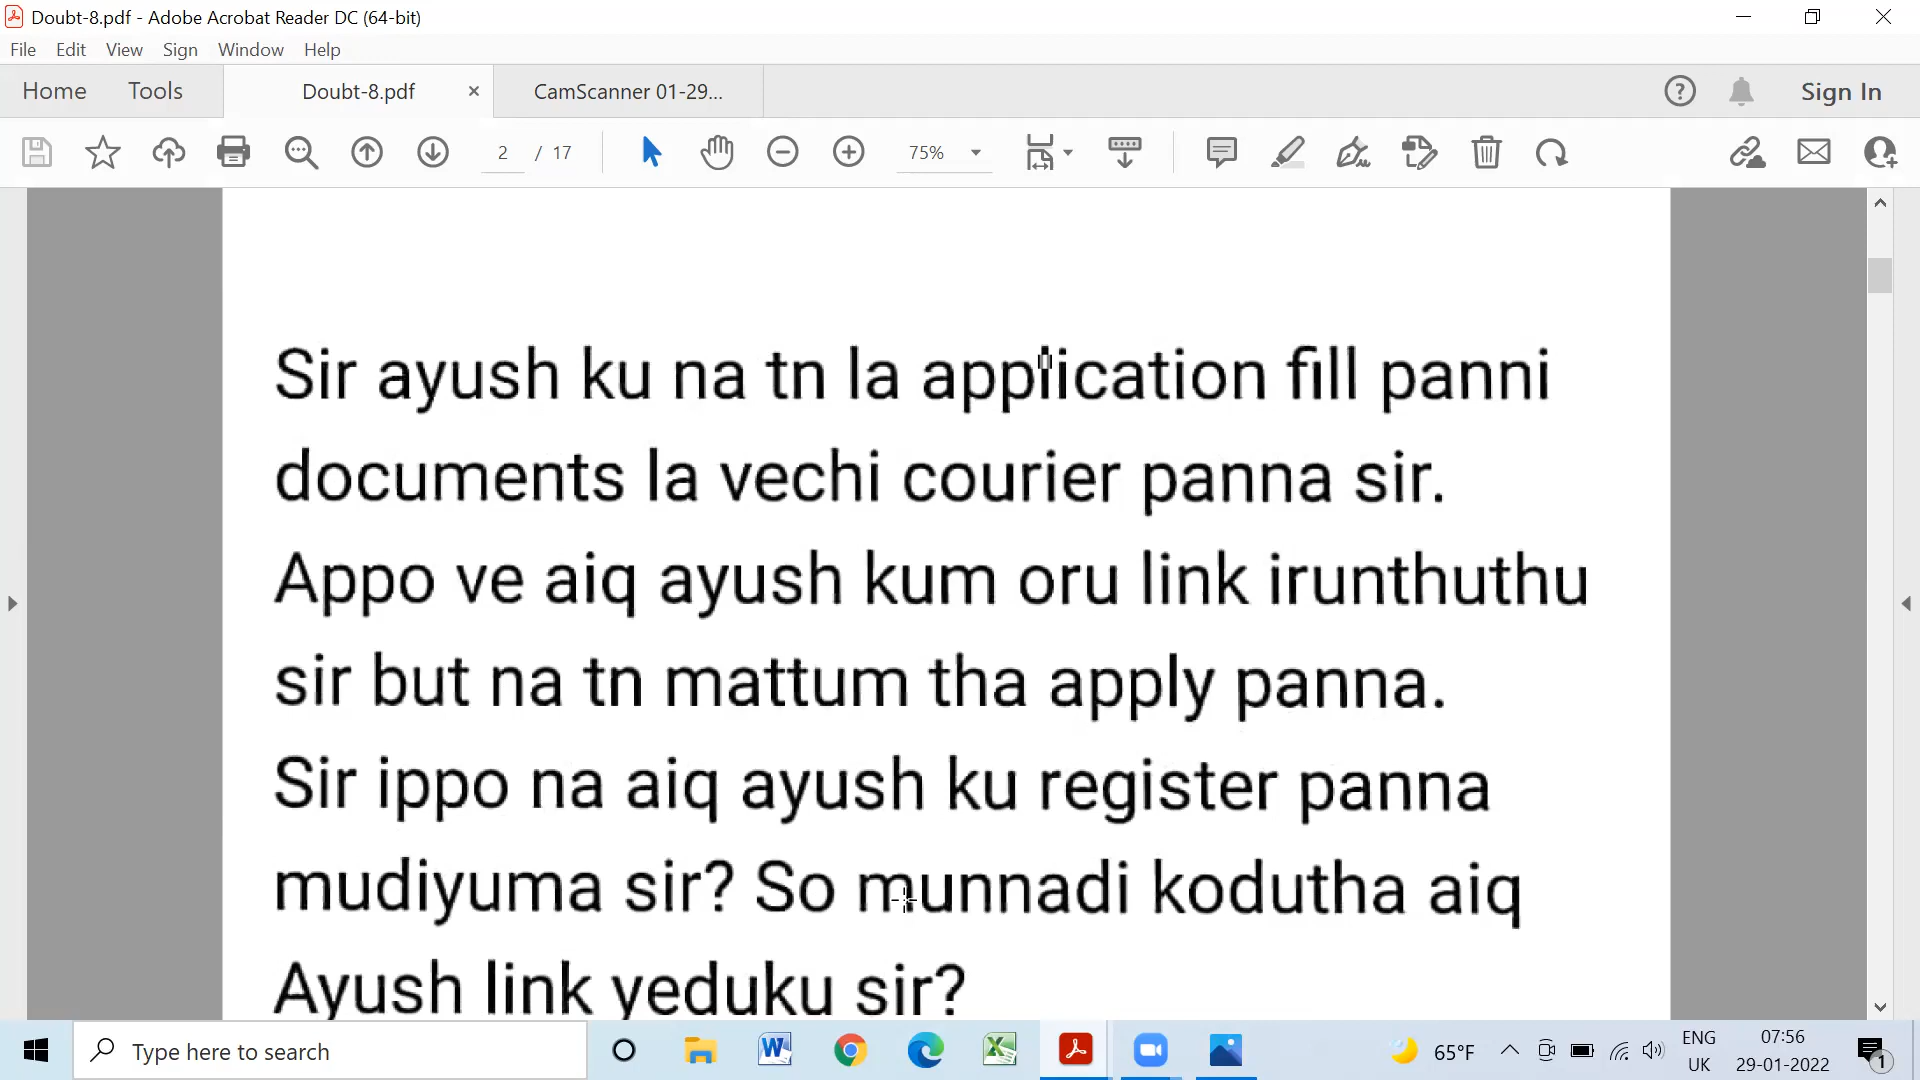 Doubt-8.pdf - Adobe Acrobat Reader DC (64-bit)
File Edit View Sign Window Help
Home Tools Doubt-8.pdf × CamScanner 01-29... Sign In
2 / 17 75%
Sir ayush ku na tn la application fill panni
documents la vechi courier panna sir.
Appo ve aiq ayush kum oru link irunthuthu
sir but na tn mattum tha apply panna.
Sir ippo na aiq ayush ku register panna
mudiyuma sir? So munnadi kodutha aiq
Ayush link yeduku sir?
Type here to search 65°F ENG 07:56
UK 29-01-2022 1